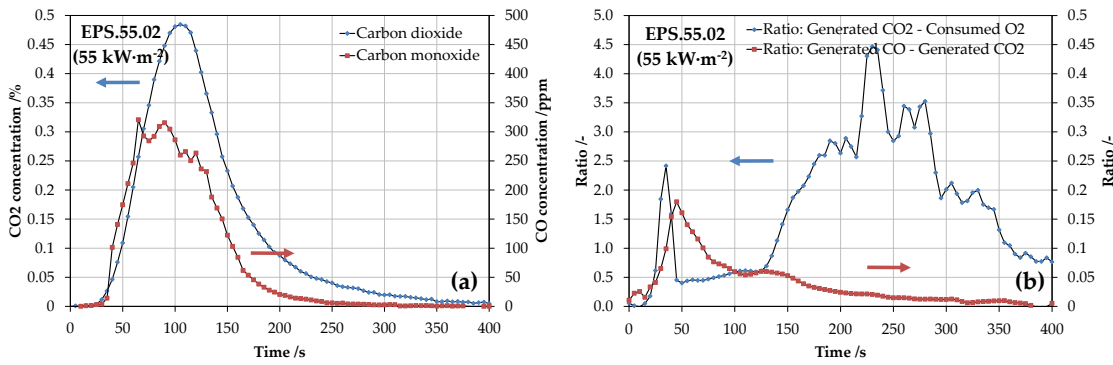 EPS.55.02
(55 kW·m-2)
Carbon dioxide
Carbon monoxide
CO2 concentration /%
0.5
0.45
0.4
0.35
0.3
0.25
0.2
0.15
0.1
0.05
0
CO concentration /ppm
500
450
400
350
300
250
200
150
100
50
0
0 50 100 150 200 250 300 350 400
Time /s
(a)
EPS.55.02
(55 kW·m-2)
Ratio: Generated CO2 - Consumed O2
Ratio: Generated CO - Generated CO2
Ratio /-
5.0
4.5
4.0
3.5
3.0
2.5
2.0
1.5
1.0
0.5
0.0
Ratio /-
0.5
0.45
0.4
0.35
0.3
0.25
0.2
0.15
0.1
0.05
0
0 50 100 150 200 250 300 350 400
Time /s
(b)